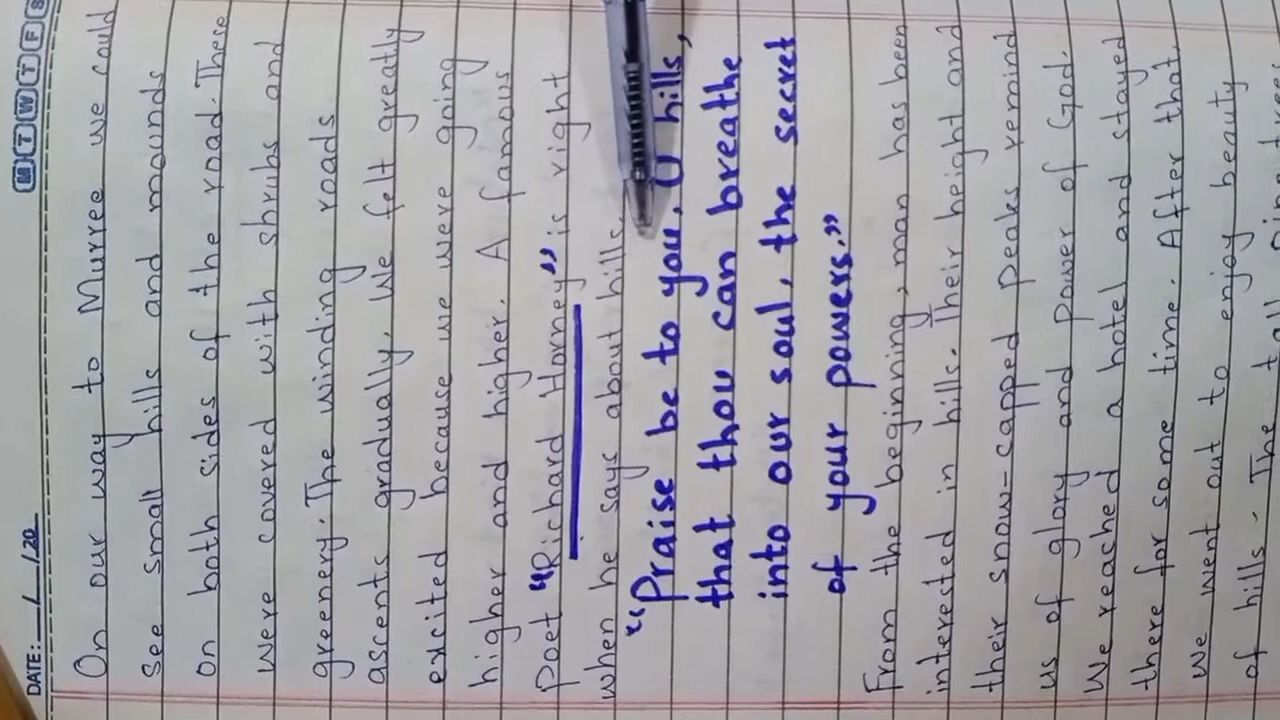 M T W T F S
DATE: __/__/20__
On our way to Murree we could
see small hills and mounds
on both sides of the road. These
were covered with shrubs and
greenery. The winding roads
ascents gradually. We felt greatly
excited because we were going
higher and higher. A famous
Poet "Richard Horney" is right
when he says about hills.
"Praise be to you, O hills,
that thou can breathe
into our soul, the secret
of your powers."
From the beginning, man has been
interested in hills. Their height and
their snow-capped peaks remind
us of glory and power of God.
We reached a hotel and stayed
there for some time. After that,
we went out to enjoy beauty
of hills. The tall pine trees